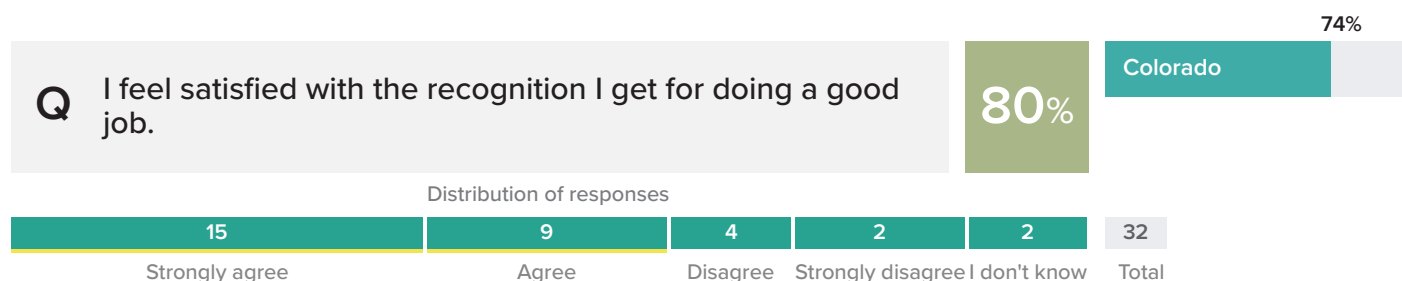 74%
Q
I feel satisfied with the recognition I get for doing a good
job.
80%
Colorado
Distribution of responses
15 9 4 2 2 32
Strongly agree Agree Disagree Strongly disagree I don't know Total